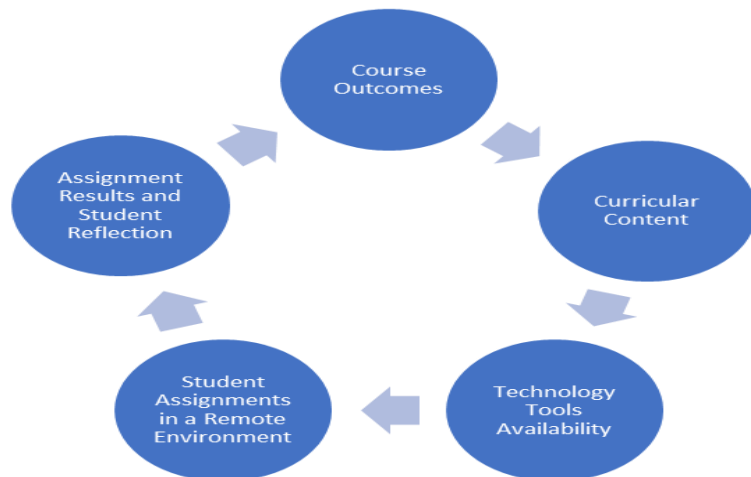 Course
Outcomes
Curricular
Content
Technology
Tools
Availability
Student
Assignments
in a Remote
Environment
Assignment
Results and
Student
Reflection